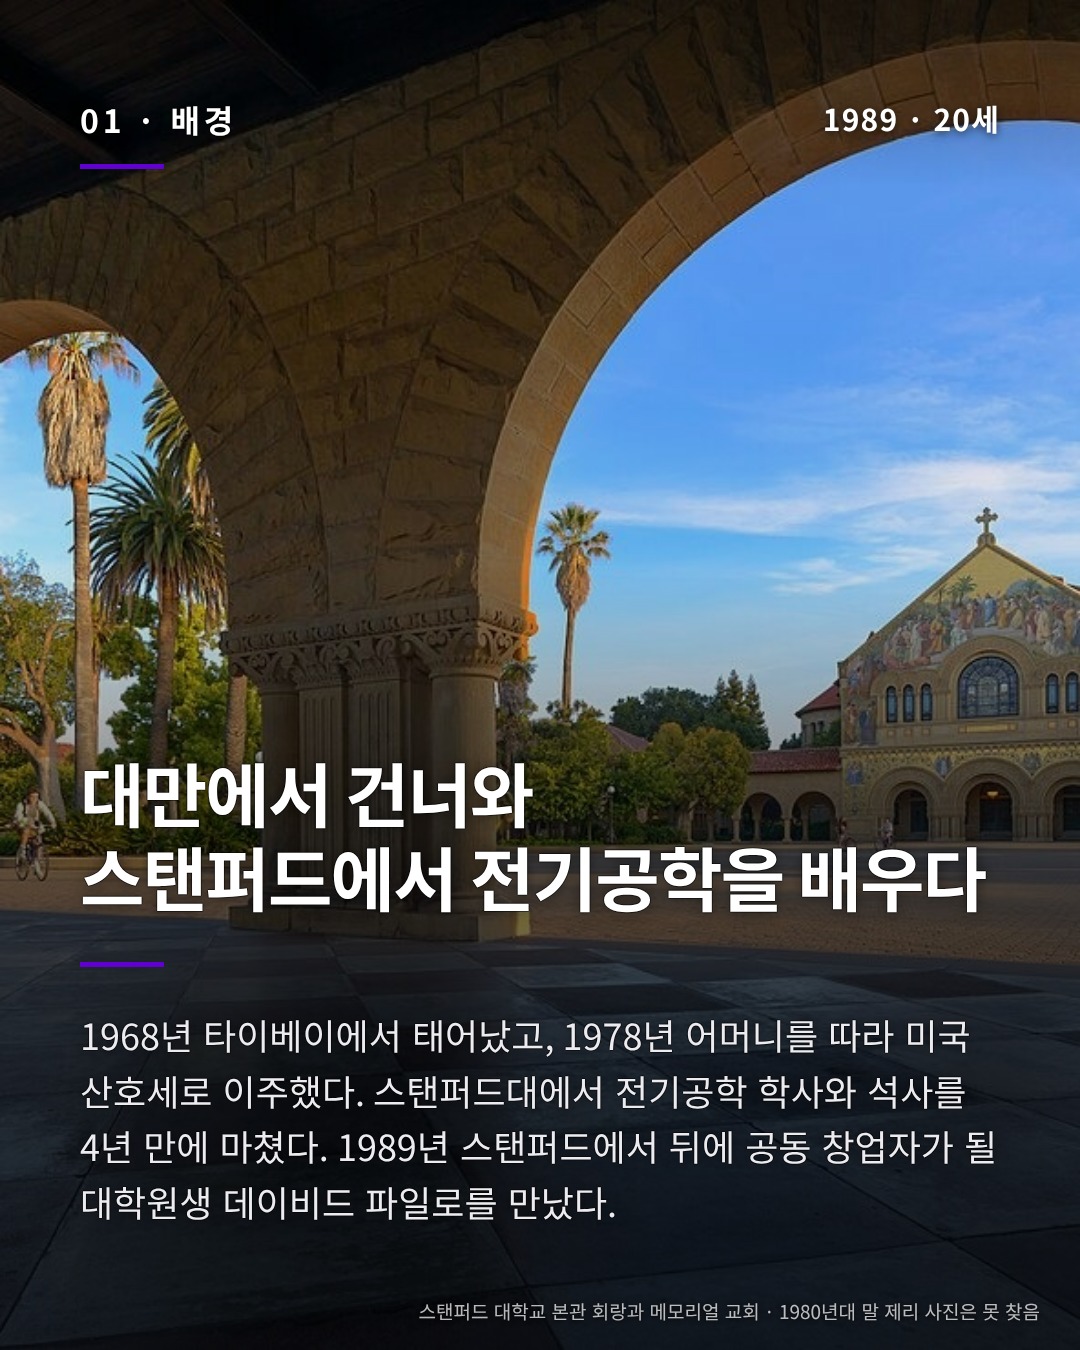 01 · 배경
1989 · 20세
대만에서 건너와
스탠퍼드에서 전기공학을 배우다
1968년 타이베이에서 태어났고, 1978년 어머니를 따라 미국
산호세로 이주했다. 스탠퍼드대에서 전기공학 학사와 석사를
4년 만에 마쳤다. 1989년 스탠퍼드에서 뒤에 공동 창업자가 될
대학원생 데이비드 파일로를 만났다.
스탠퍼드 대학교 본관 회랑과 메모리얼 교회 · 1980년대 말 제리 사진은 못 찾음